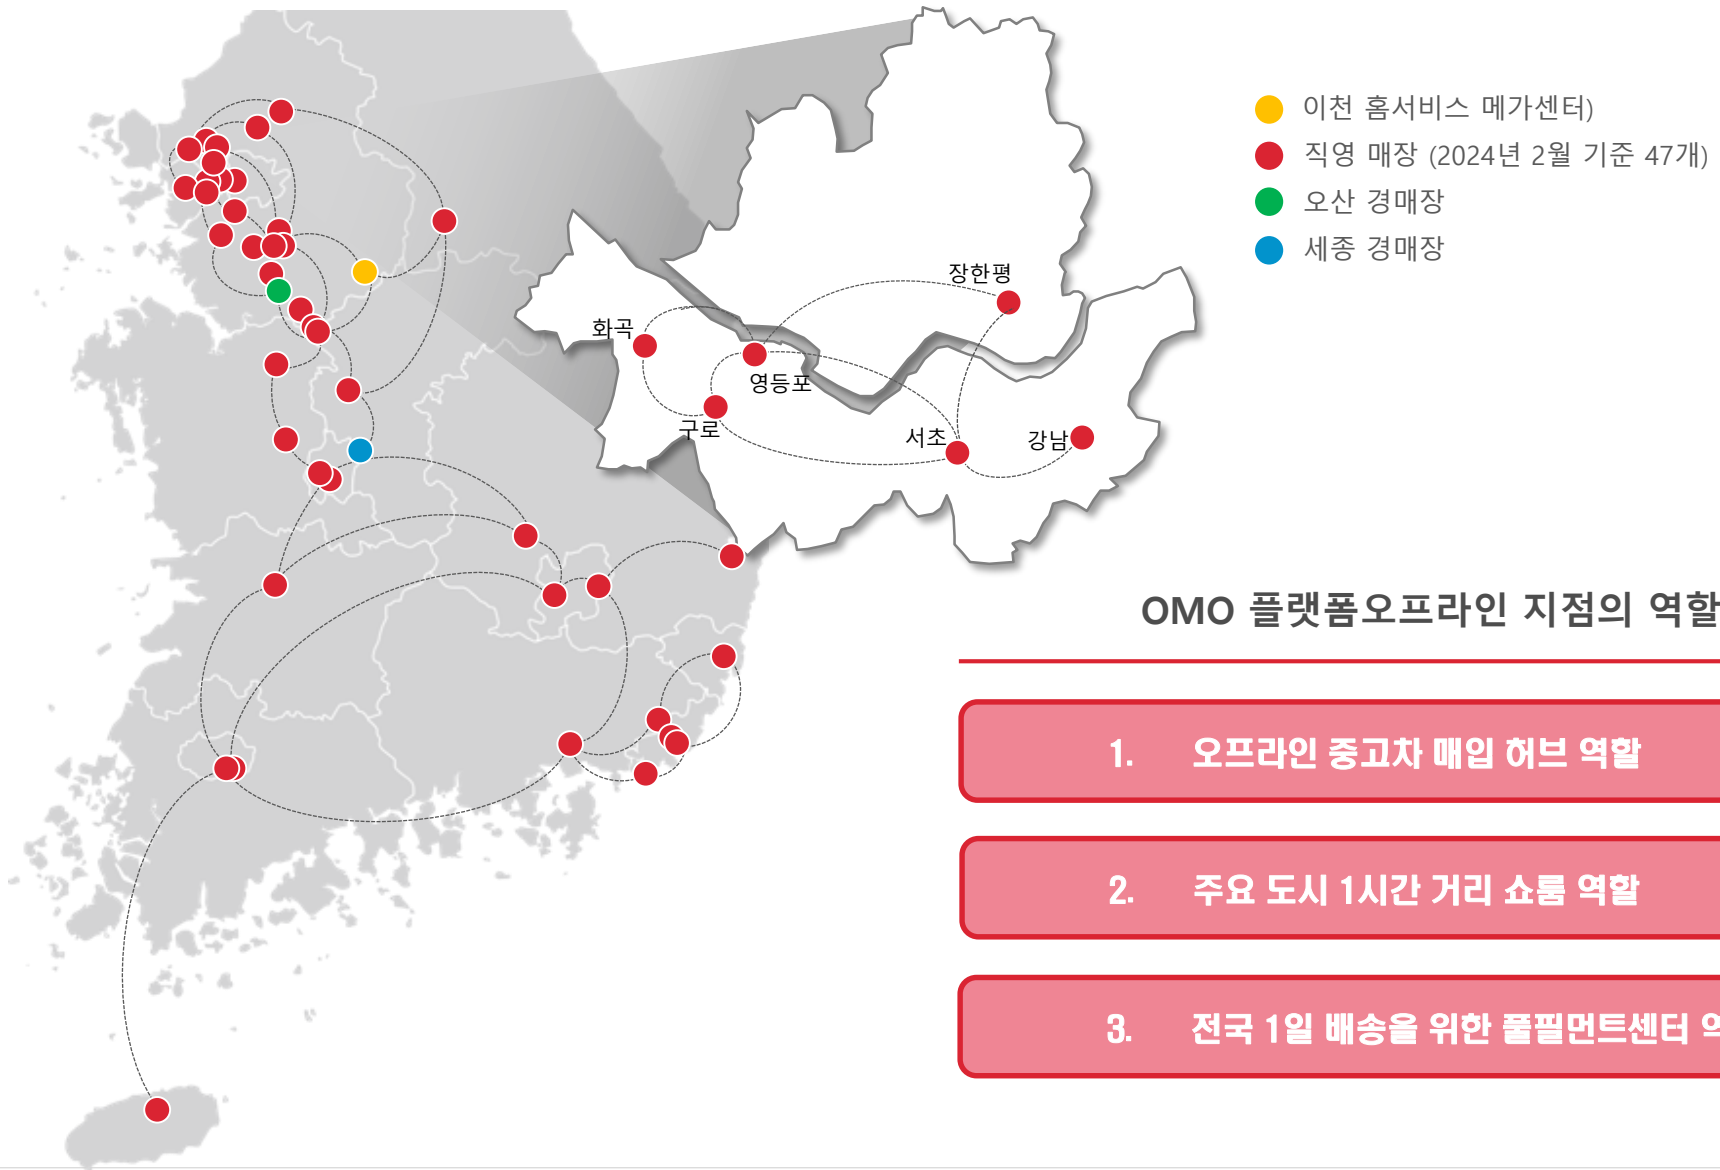 이천 홈서비스 메가센터)
직영 매장 (2024년 2월 기준 47개)
오산 경매장
세종 경매장
장한평
화곡
영등포
구로
서초
강남
OMO 플랫폼오프라인 지점의 역할
1. 오프라인 중고차 매입 허브 역할
2. 주요 도시 1시간 거리 쇼룸 역할
3. 전국 1일 배송을 위한 풀필먼트센터